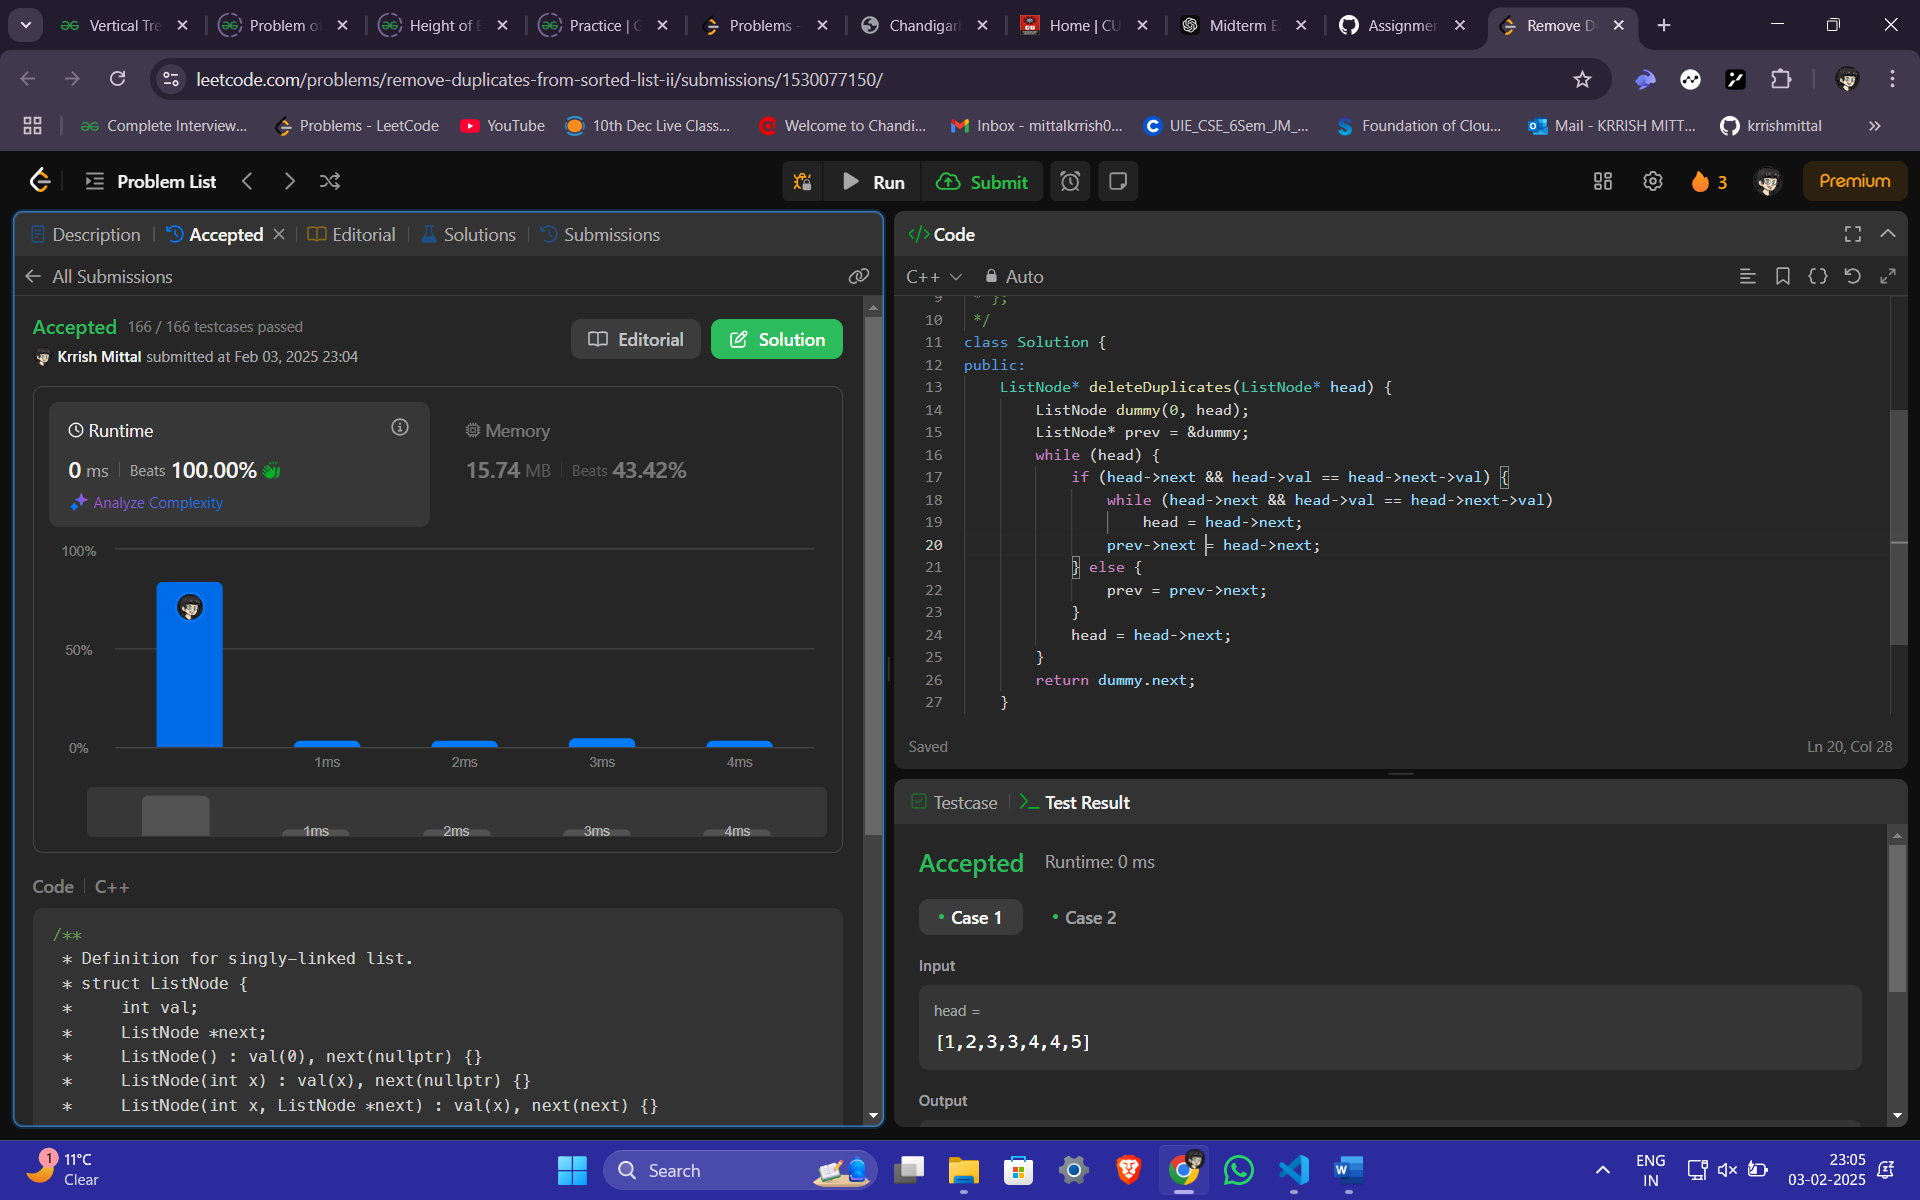 Vertical Tre
Problem o
Height of B
Practice | G
Problems -
Chandigarl
Home | CU
Midterm E
Assignmer
Remove D
leetcode.com/problems/remove-duplicates-from-sorted-list-ii/submissions/1530077150/
Complete Interview...
Problems - LeetCode
YouTube
10th Dec Live Class...
Welcome to Chandi...
Inbox - mittalkrrish0...
UIE_CSE_6Sem_JM_...
Foundation of Clou...
Mail - KRRISH MITT...
krrishmittal
Problem List
Run
Submit
3
Premium
Description
Accepted
Editorial
Solutions
Submissions
All Submissions
Accepted 166 / 166 testcases passed
Krrish Mittal submitted at Feb 03, 2025 23:04
Editorial
Solution
Runtime
0 ms Beats 100.00%
Analyze Complexity
Memory
15.74 MB Beats 43.42%
100%
50%
0%
1ms 2ms 3ms 4ms
1ms 2ms 3ms 4ms
Code C++
/**
* Definition for singly-linked list.
* struct ListNode {
*     int val;
*     ListNode *next;
*     ListNode() : val(0), next(nullptr) {}
*     ListNode(int x) : val(x), next(nullptr) {}
*     ListNode(int x, ListNode *next) : val(x), next(next) {}
</> Code
C++
Auto
9 * };
10 */
11 class Solution {
12 public:
13     ListNode* deleteDuplicates(ListNode* head) {
14         ListNode dummy(0, head);
15         ListNode* prev = &dummy;
16         while (head) {
17             if (head->next && head->val == head->next->val) {
18                 while (head->next && head->val == head->next->val)
19                     head = head->next;
20                 prev->next = head->next;
21             } else {
22                 prev = prev->next;
23             }
24             head = head->next;
25         }
26         return dummy.next;
27     }
Saved
Ln 20, Col 28
Testcase
Test Result
Accepted Runtime: 0 ms
Case 1
Case 2
Input
head =
[1,2,3,3,4,4,5]
Output
1
11°C
Clear
Search
ENG
IN
23:05
03-02-2025